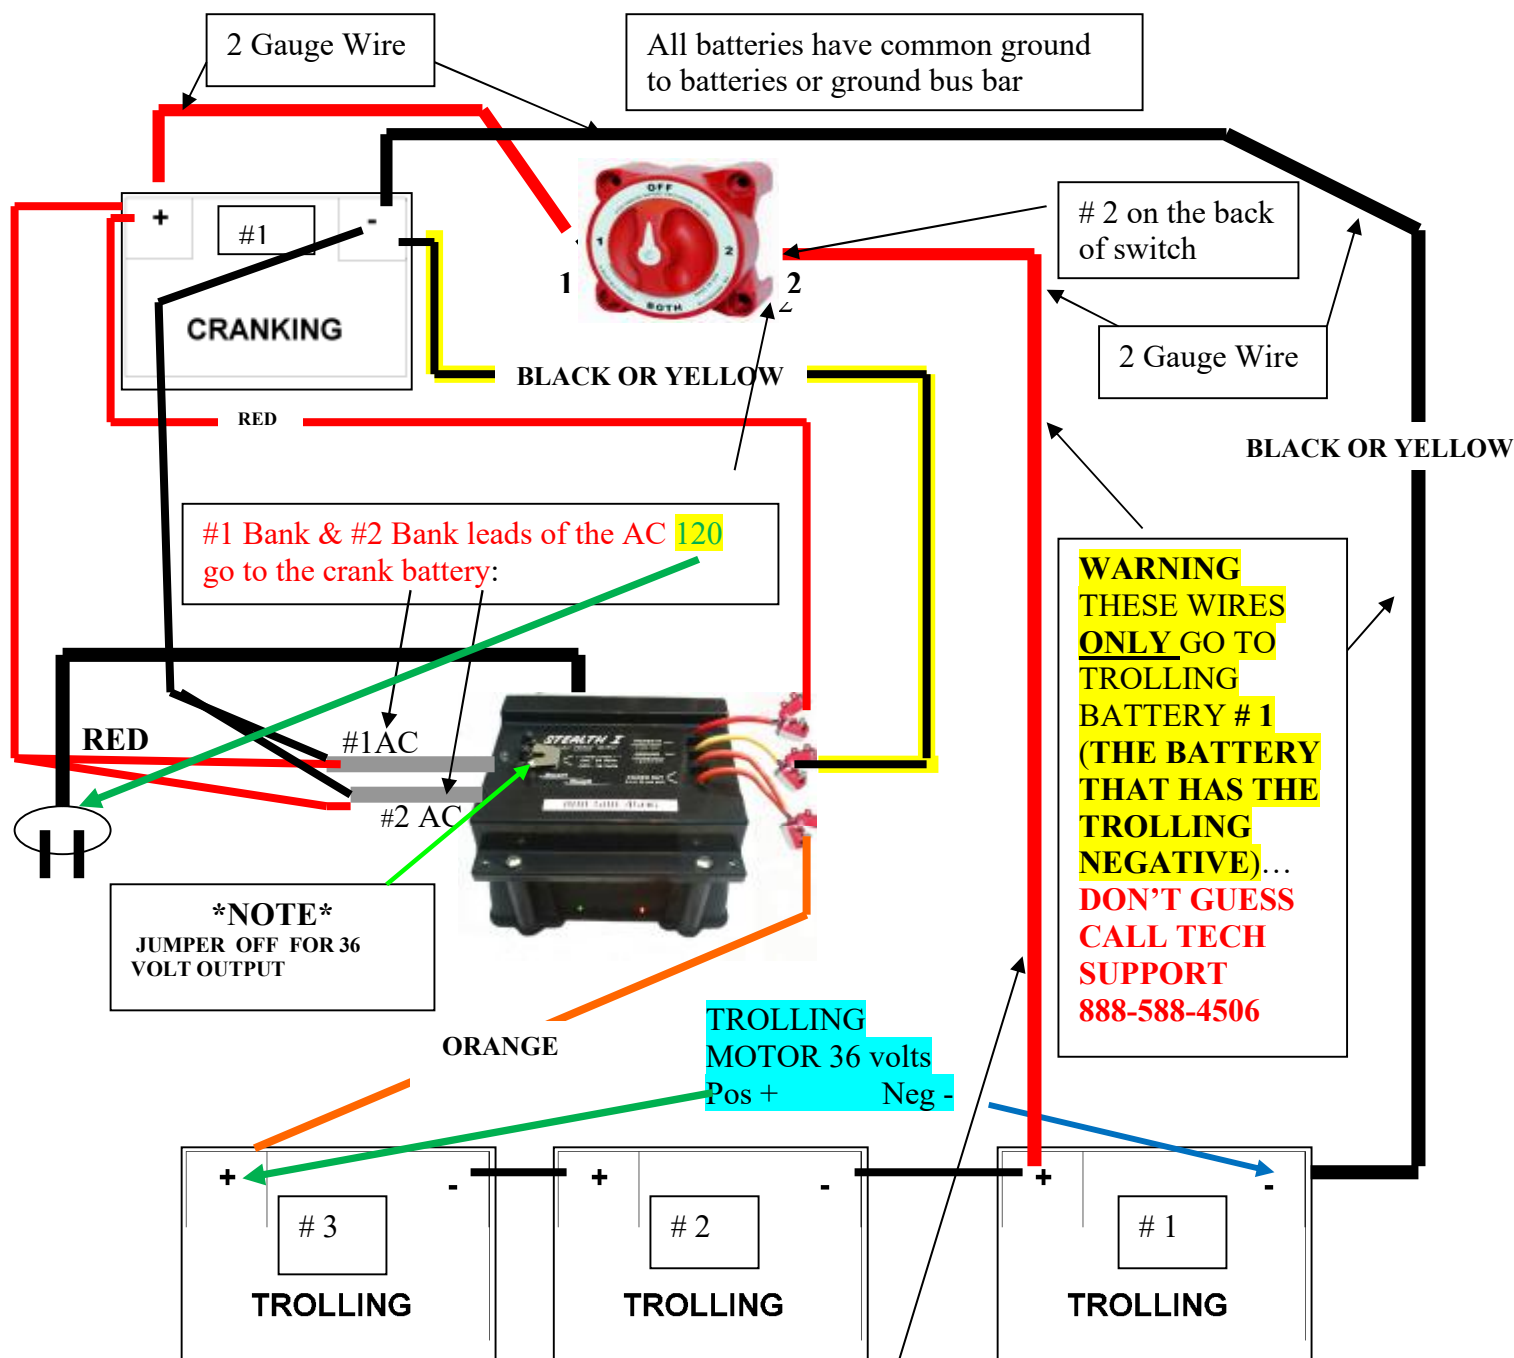 2 Gauge Wire
All batteries have common ground
to batteries or ground bus bar
+
#1
-
CRANKING
OFF
1
2
BOTH
1
2
2
# 2 on the back
of switch
2 Gauge Wire
BLACK OR YELLOW
RED
BLACK OR YELLOW
#1 Bank & #2 Bank leads of the AC 120
go to the crank battery:
WARNING
THESE WIRES
ONLY GO TO
TROLLING
BATTERY # 1
(THE BATTERY
THAT HAS THE
TROLLING
NEGATIVE)…
DON’T GUESS
CALL TECH
SUPPORT
888-588-4506
RED
#1AC
#2 AC
STEALTH I
*NOTE*
JUMPER OFF FOR 36
VOLT OUTPUT
ORANGE
TROLLING
MOTOR 36 volts
Pos + Neg -
+ - + - + -
# 3 # 2 # 1
TROLLING TROLLING TROLLING